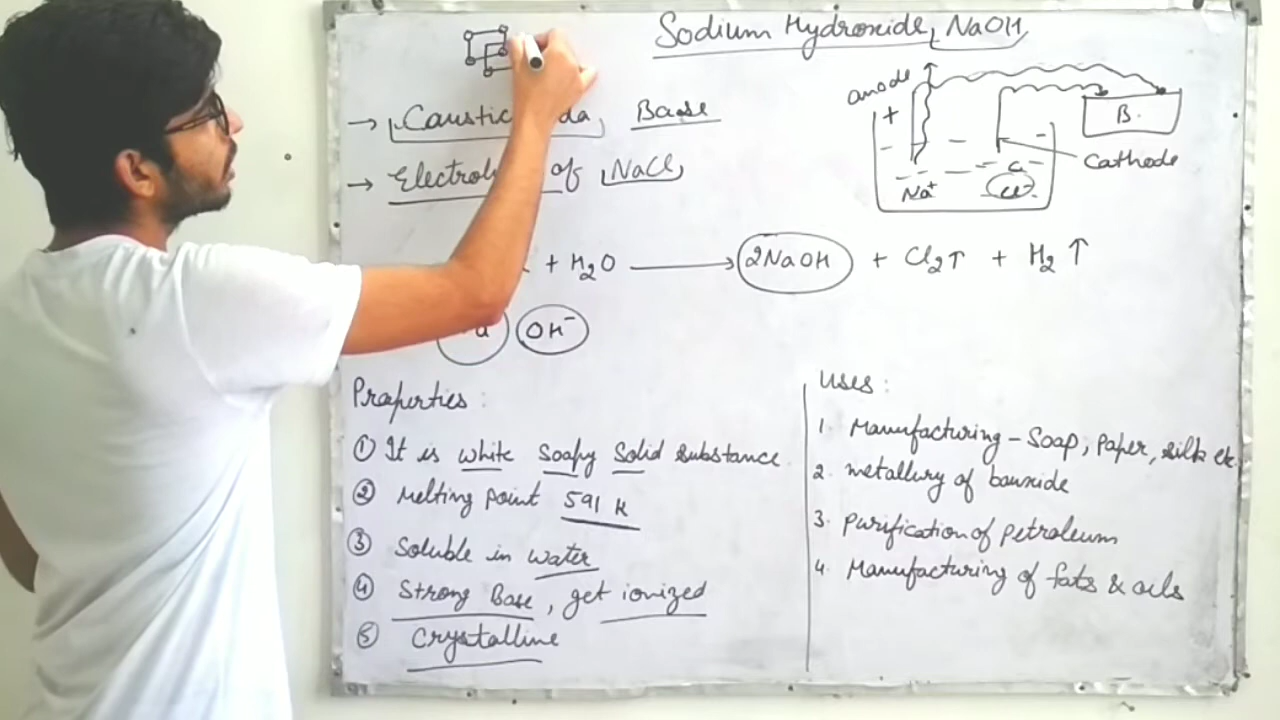 Sodium Hydroxide, NaOH
→ Caustic da, Base
→ Electrol of NaCl,
anode
+
-
B.
Cathode
Na+
+ H2O → 2NaOH + Cl2↑ + H2↑
OH-
Properties:
① It is white soapy solid substance
② Melting point 591 K
③ Soluble in water
④ Strong Base, get ionized
⑤ Crystalline
Uses:
1. Manufacturing - Soap, Paper, silk etc.
2. metallury of bauxide
3. Purification of petroleum
4. Manufacturing of fats & oils